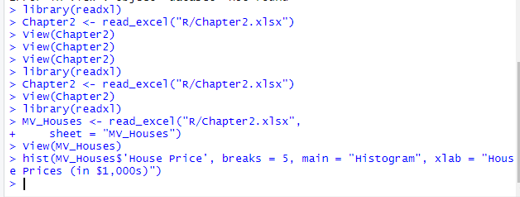 > library(readxl)
> Chapter2 <- read_excel("R/Chapter2.xlsx")
> View(Chapter2)
> View(Chapter2)
> View(Chapter2)
> library(readxl)
> Chapter2 <- read_excel("R/Chapter2.xlsx")
> View(Chapter2)
> library(readxl)
> MV_Houses <- read_excel("R/Chapter2.xlsx",
+     sheet = "MV_Houses")
> View(MV_Houses)
> hist(MV_Houses$'House Price', breaks = 5, main = "Histogram", xlab = "Hous
e Prices (in $1,000s)")
>